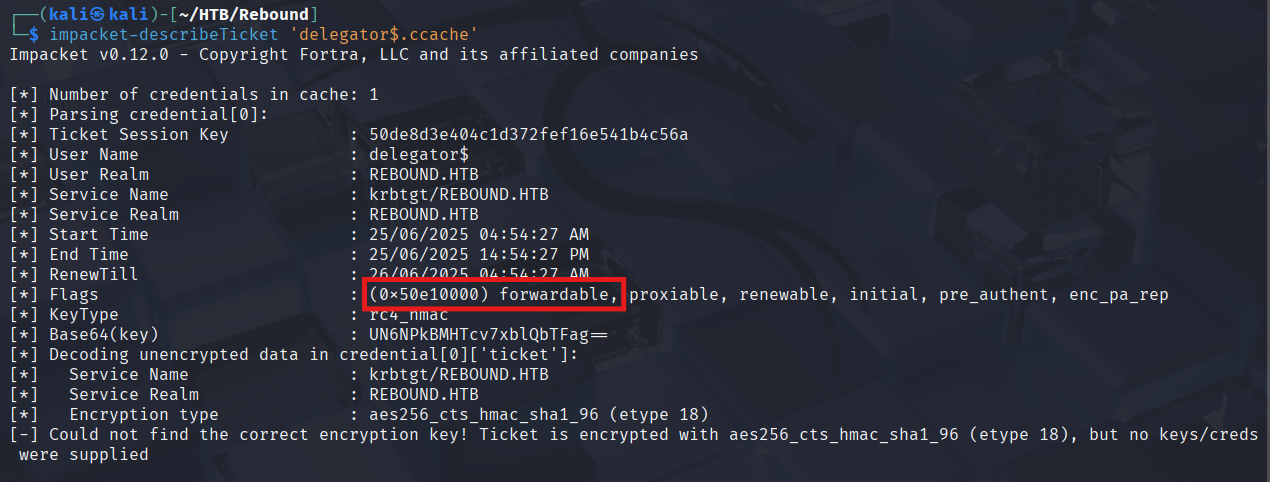 ┌──(kali㉿kali)-[~/HTB/Rebound]
└─$ impacket-describeTicket 'delegator$.ccache'
Impacket v0.12.0 - Copyright Fortra, LLC and its affiliated companies
[*] Number of credentials in cache: 1
[*] Parsing credential[0]:
[*] Ticket Session Key : 50de8d3e404c1d372fef16e541b4c56a
[*] User Name : delegator$
[*] User Realm : REBOUND.HTB
[*] Service Name : krbtgt/REBOUND.HTB
[*] Service Realm : REBOUND.HTB
[*] Start Time : 25/06/2025 04:54:27 AM
[*] End Time : 25/06/2025 14:54:27 PM
[*] RenewTill : 26/06/2025 04:54:27 AM
[*] Flags : (0×50e10000) forwardable, proxiable, renewable, initial, pre_authent, enc_pa_rep
[*] KeyType : rc4_hmac
[*] Base64(key) : UN6NPkBMHTcv7xblQbTFag==
[*] Decoding unencrypted data in credential[0]['ticket']:
[*] Service Name : krbtgt/REBOUND.HTB
[*] Service Realm : REBOUND.HTB
[*] Encryption type : aes256_cts_hmac_sha1_96 (etype 18)
[-] Could not find the correct encryption key! Ticket is encrypted with aes256_cts_hmac_sha1_96 (etype 18), but no keys/creds
were supplied